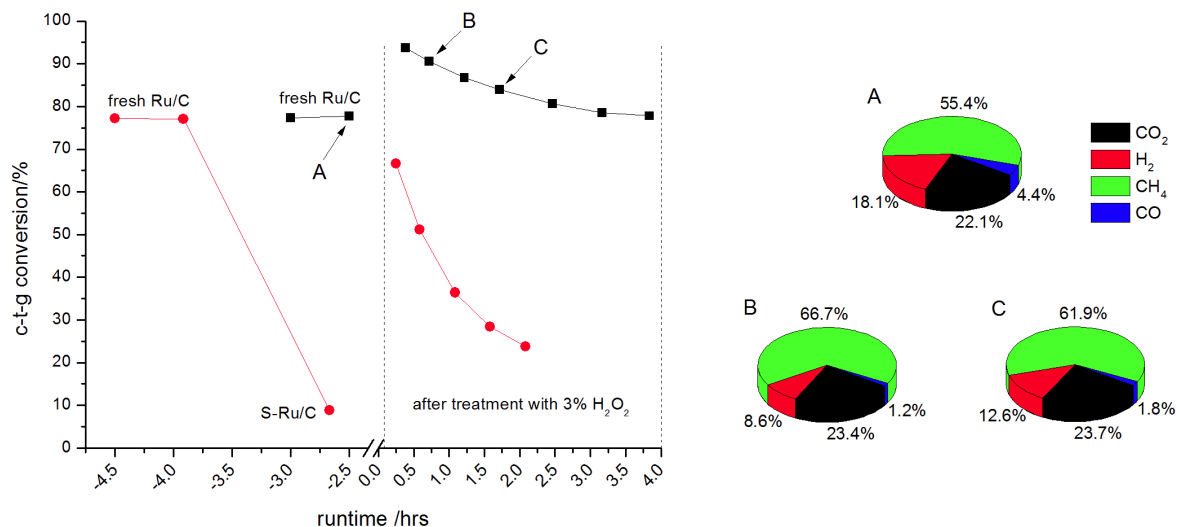 100
90
80
70
60
50
40
30
20
10
0
c-t-g conversion/%
fresh Ru/C
fresh Ru/C
A
B
C
S-Ru/C
after treatment with 3% H₂O₂
-4.5 -4.0 -3.5 -3.0 -2.5 0.0 0.5 1.0 1.5 2.0 2.5 3.0 3.5 4.0
runtime /hrs
A
55.4%
18.1%
22.1%
4.4%
CO₂
H₂
CH₄
CO
B
66.7%
8.6%
23.4%
1.2%
C
61.9%
12.6%
23.7%
1.8%